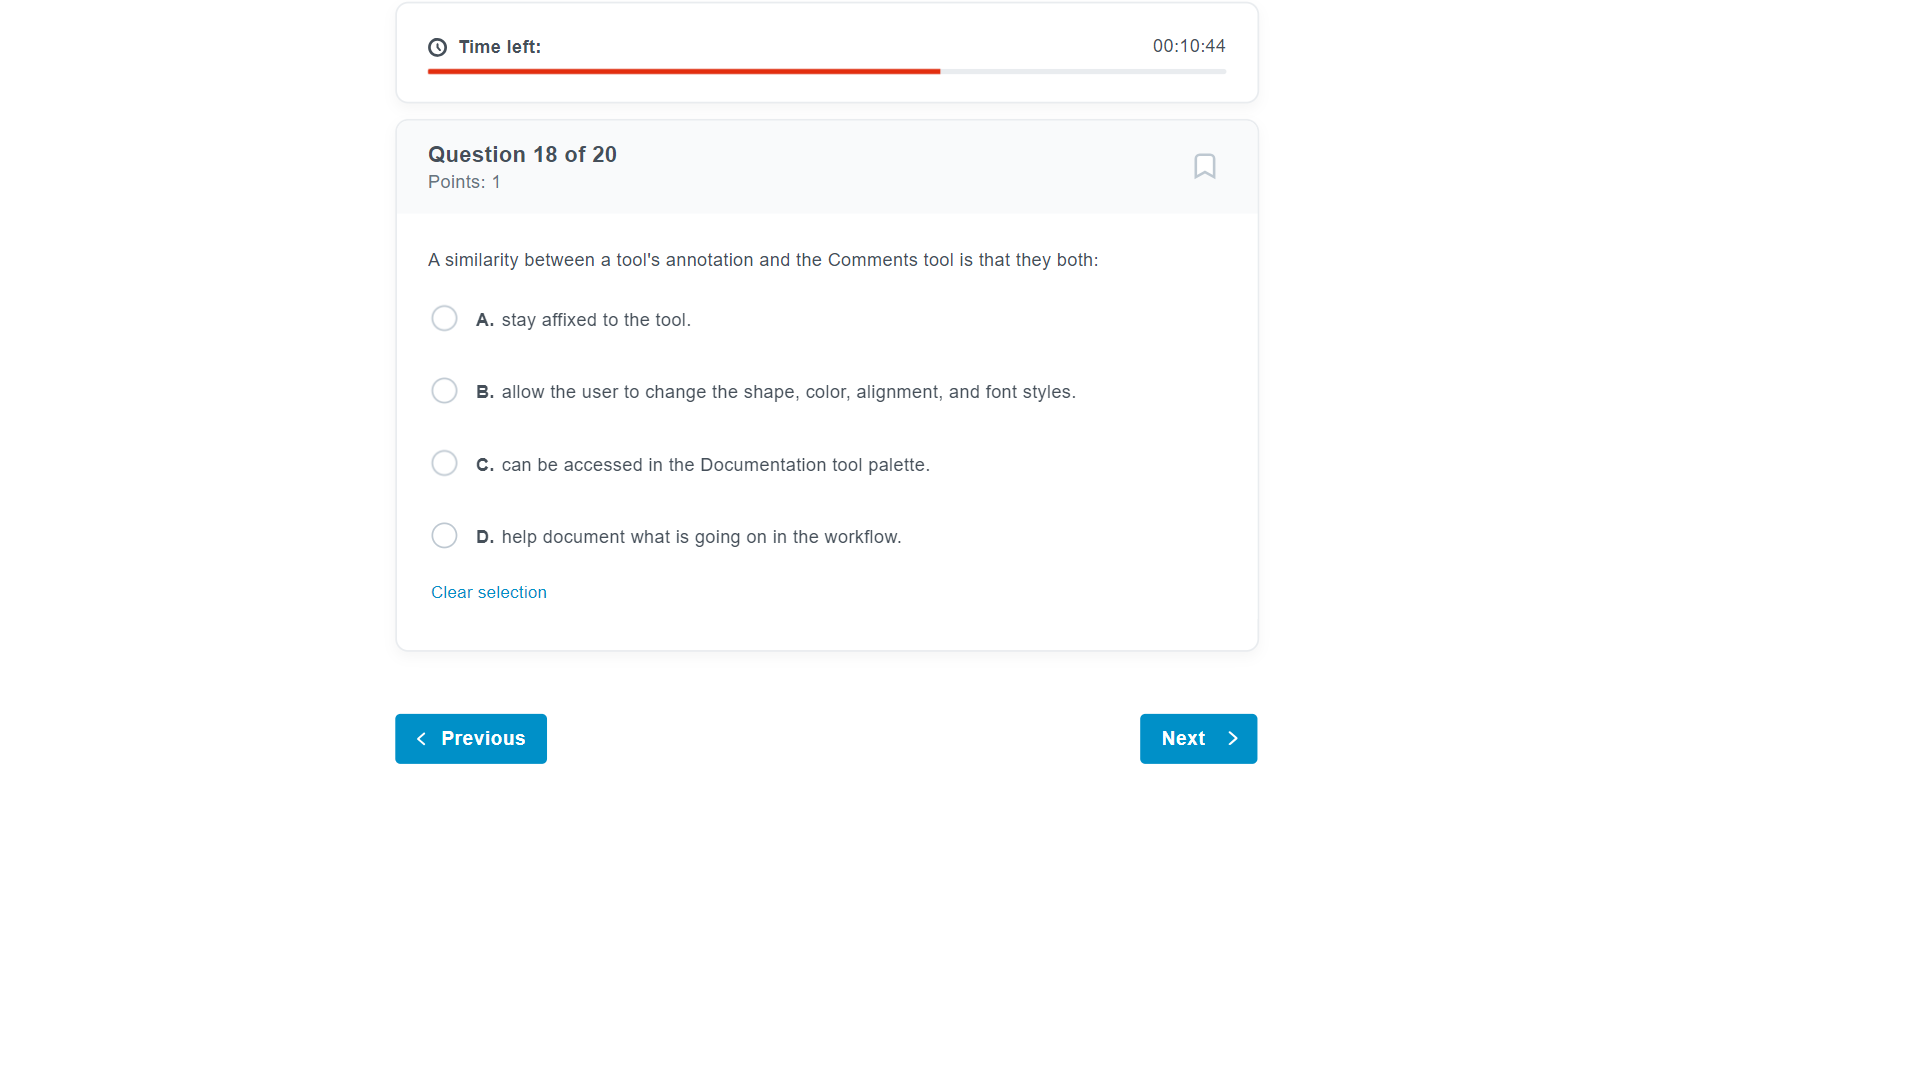 Time left:
00:10:44
Question 18 of 20
Points: 1
A similarity between a tool's annotation and the Comments tool is that they both:
A. stay affixed to the tool.
B. allow the user to change the shape, color, alignment, and font styles.
C. can be accessed in the Documentation tool palette.
D. help document what is going on in the workflow.
Clear selection
Previous
Next